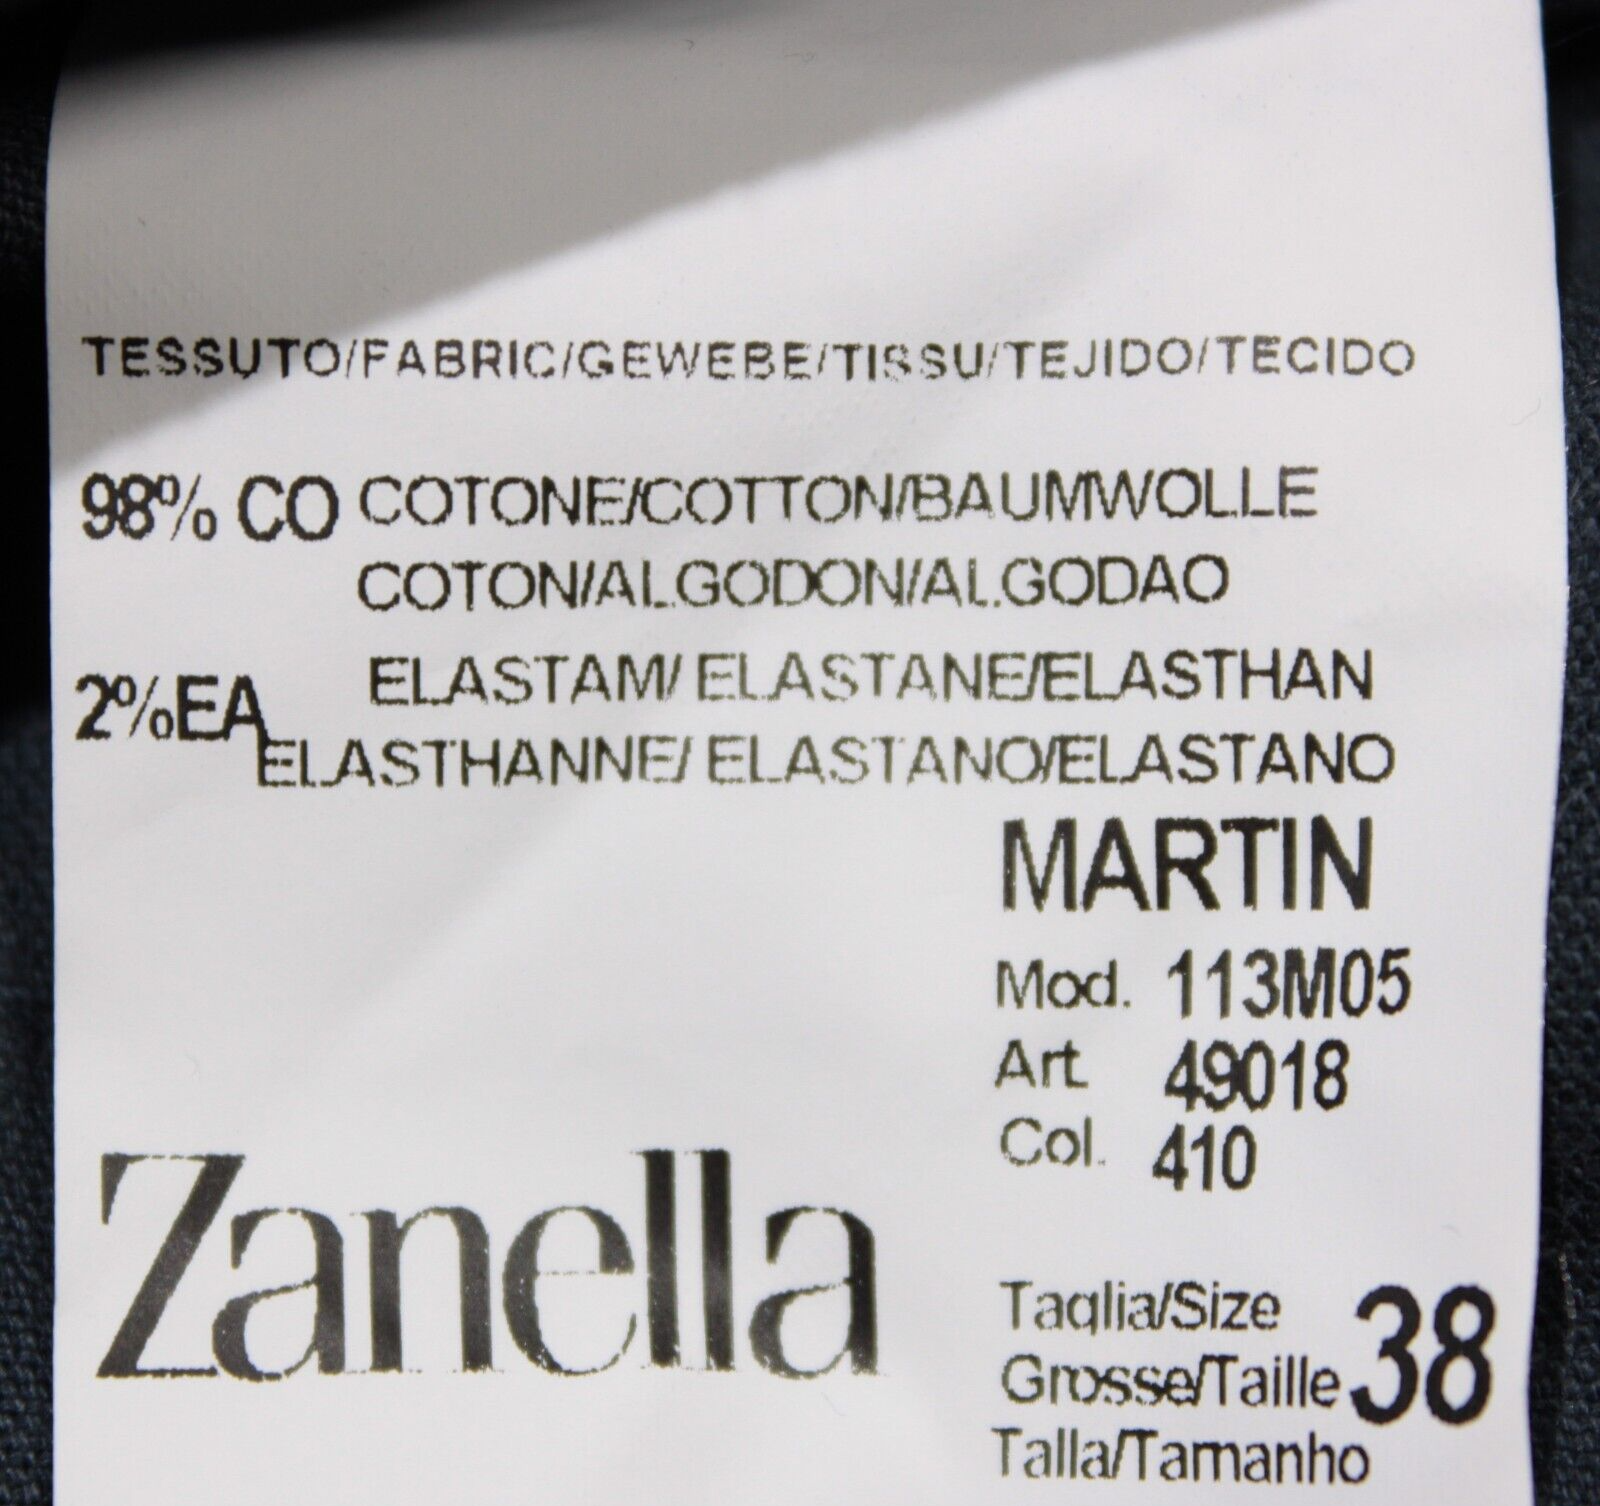 TESSUTO/FABRIC/GEWEBE/TISSU/TEJIDO/TECIDO
98% CO COTONE/COTTON/BAUMWOLLE
COTON/ALGODON/ALGODAO
2%EA ELASTAM/ ELASTANE/ELASTHAN
ELASTHANNE/ ELASTANO/ELASTANO
MARTIN
Mod. 113M05
Art. 49018
Col. 410
Zanella
Taglia/Size
Grosse/Taille 38
Talla/Tamanho